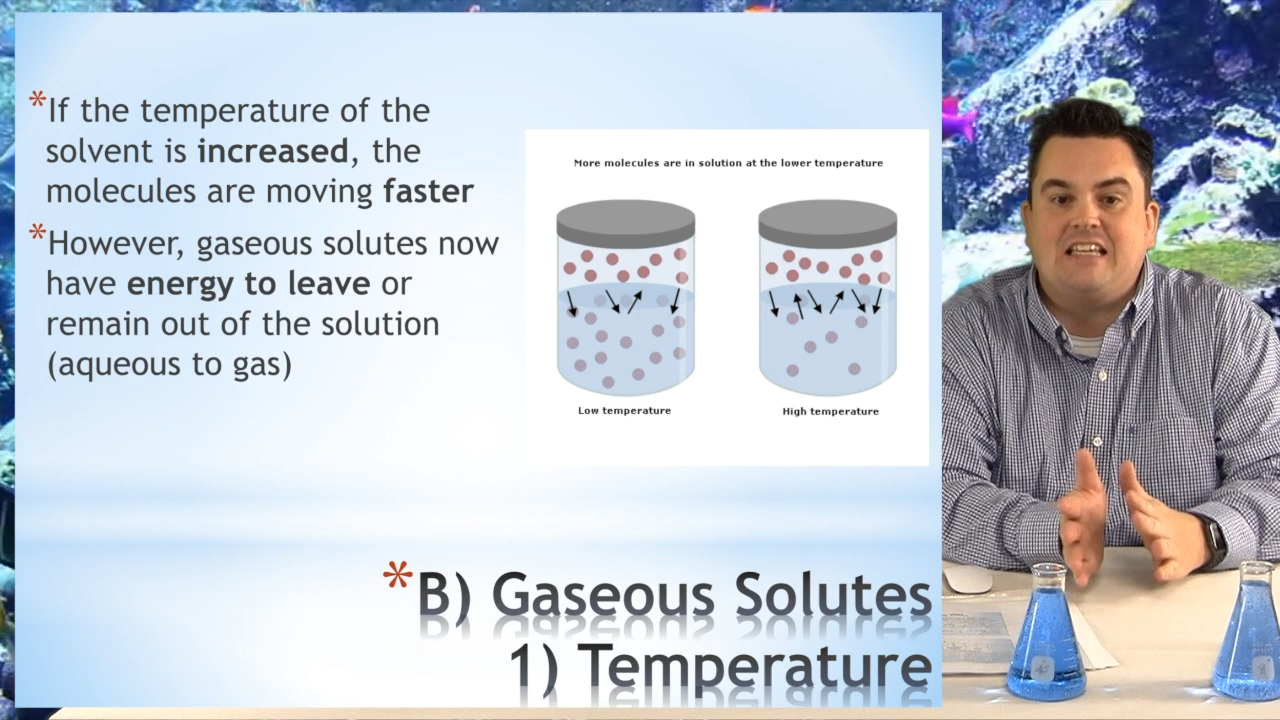 *If the temperature of the
solvent is increased, the
molecules are moving faster
*However, gaseous solutes now
have energy to leave or
remain out of the solution
(aqueous to gas)
More molecules are in solution at the lower temperature
Low temperature
High temperature
*B) Gaseous Solutes
1) Temperature